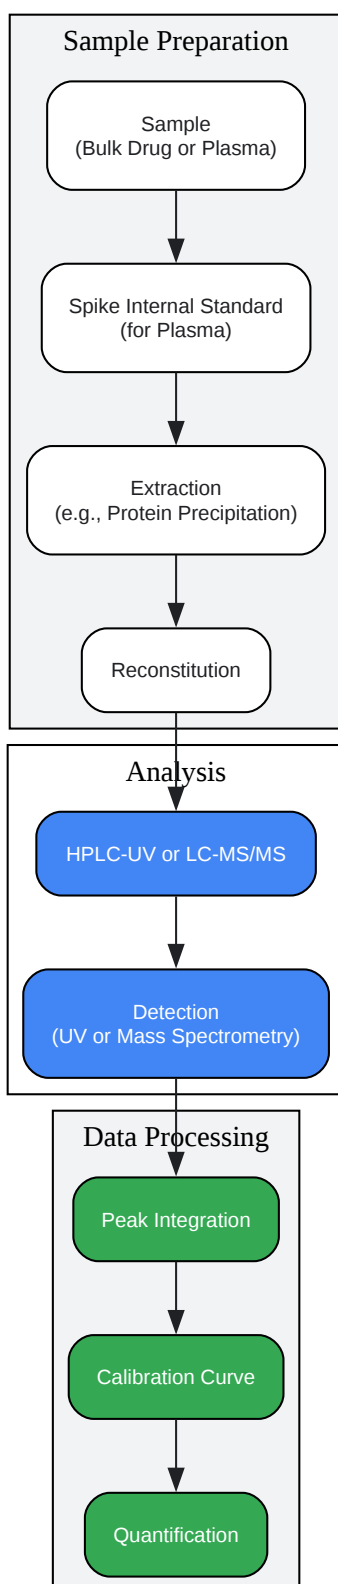 Sample Preparation
Sample
(Bulk Drug or Plasma)
Spike Internal Standard
(for Plasma)
Extraction
(e.g., Protein Precipitation)
Reconstitution
Analysis
HPLC-UV or LC-MS/MS
Detection
(UV or Mass Spectrometry)
Data Processing
Peak Integration
Calibration Curve
Quantification